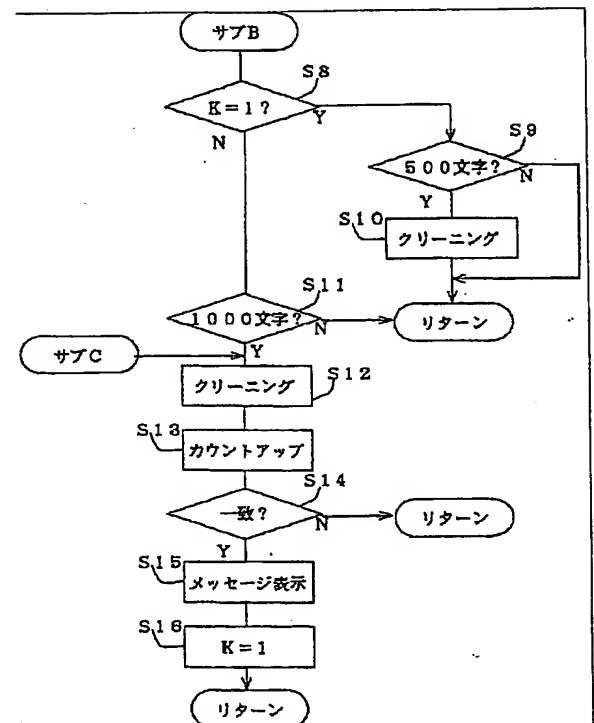 サブB
S8
K=1?
Y
N
S9
500文字?
N
Y
S10
クリーニング
S11
1000文字?
N
リターン
サブC
Y
クリーニング
S12
S13
カウントアップ
S14
一致?
N
リターン
Y
S15
メッセージ表示
S16
K=1
リターン